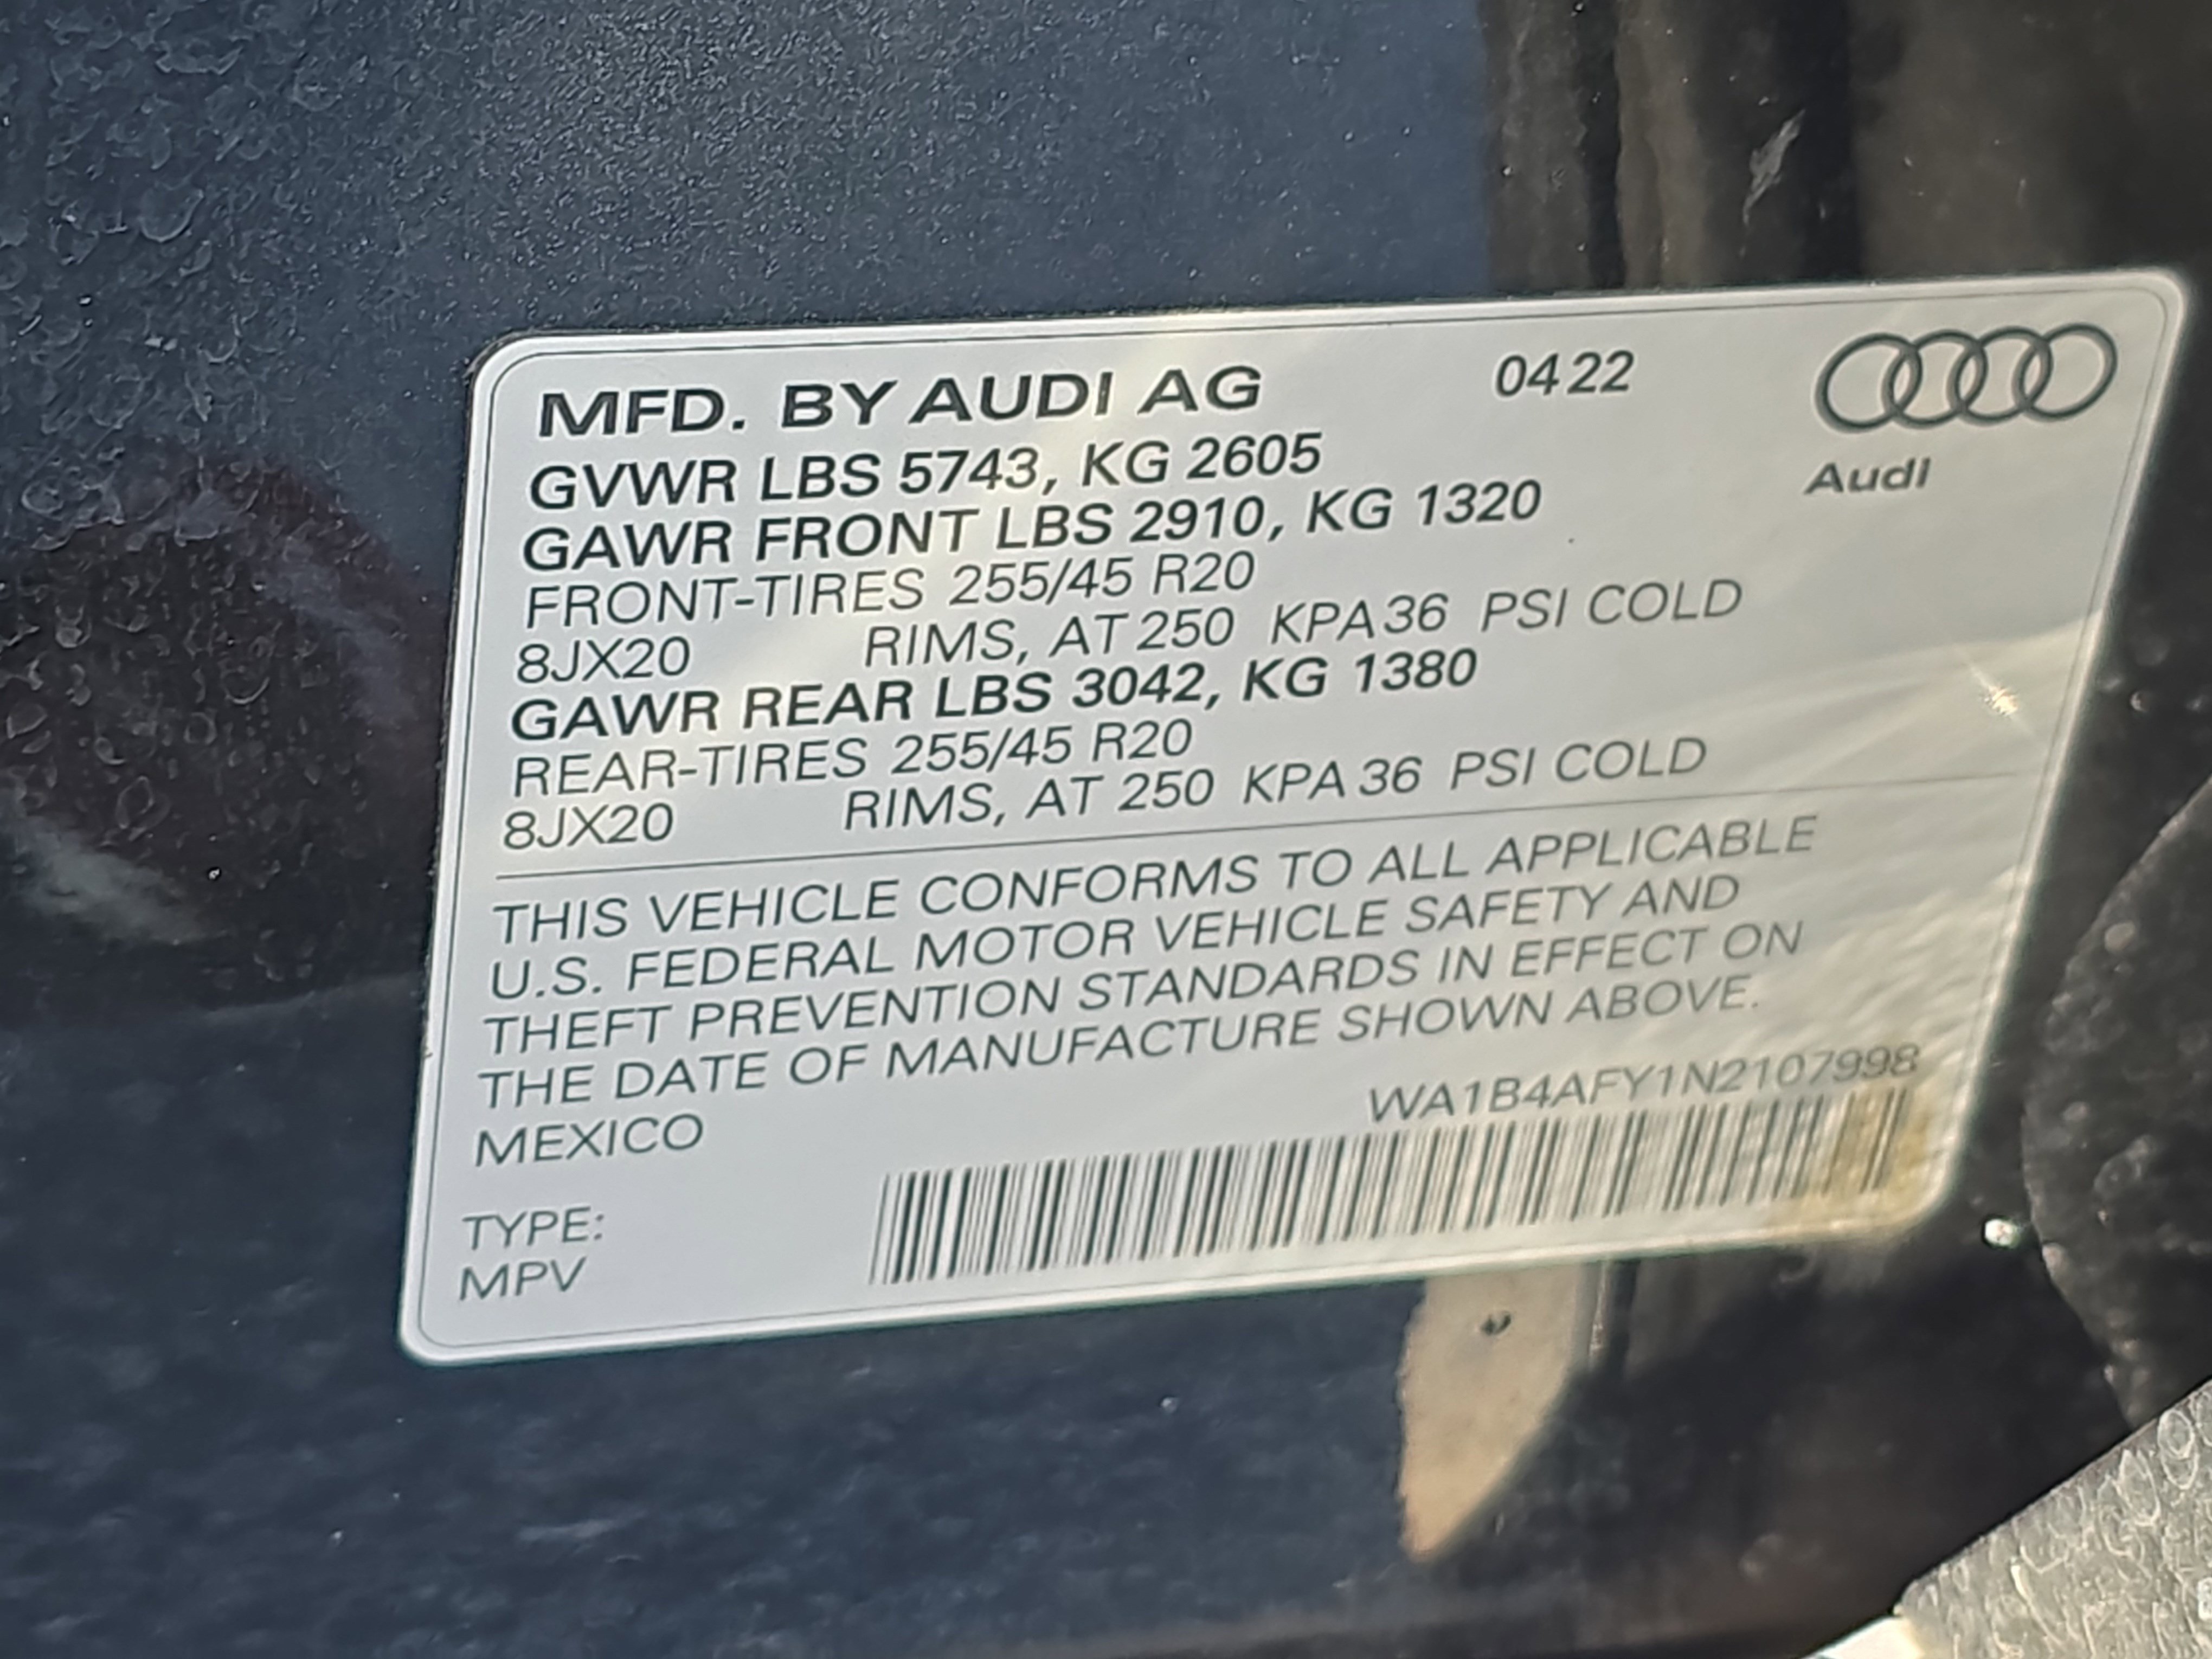 MFD. BY AUDI AG 0422
Audi
GVWR LBS 5743, KG 2605
GAWR FRONT LBS 2910, KG 1320
FRONT-TIRES 255/45 R20
8JX20 RIMS, AT 250 KPA 36 PSI COLD
GAWR REAR LBS 3042, KG 1380
REAR-TIRES 255/45 R20
8JX20 RIMS, AT 250 KPA 36 PSI COLD
THIS VEHICLE CONFORMS TO ALL APPLICABLE
U.S. FEDERAL MOTOR VEHICLE SAFETY AND
THEFT PREVENTION STANDARDS IN EFFECT ON
THE DATE OF MANUFACTURE SHOWN ABOVE.
MEXICO WA1B4AFY1N2107998
TYPE:
MPV